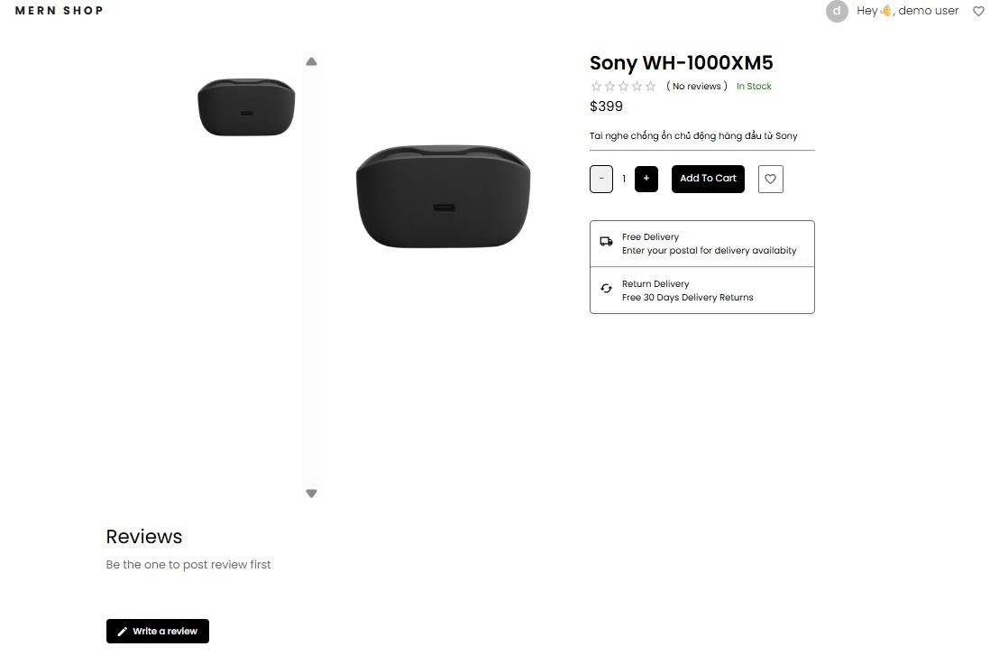 MERN SHOP
d Hey👋, demo user
Sony WH-1000XM5
( No reviews ) In Stock
$399
Tai nghe chống ồn chủ động hàng đầu từ Sony
- 1 + Add To Cart
Free Delivery
Enter your postal for delivery availabity
Return Delivery
Free 30 Days Delivery Returns
Reviews
Be the one to post review first
Write a review